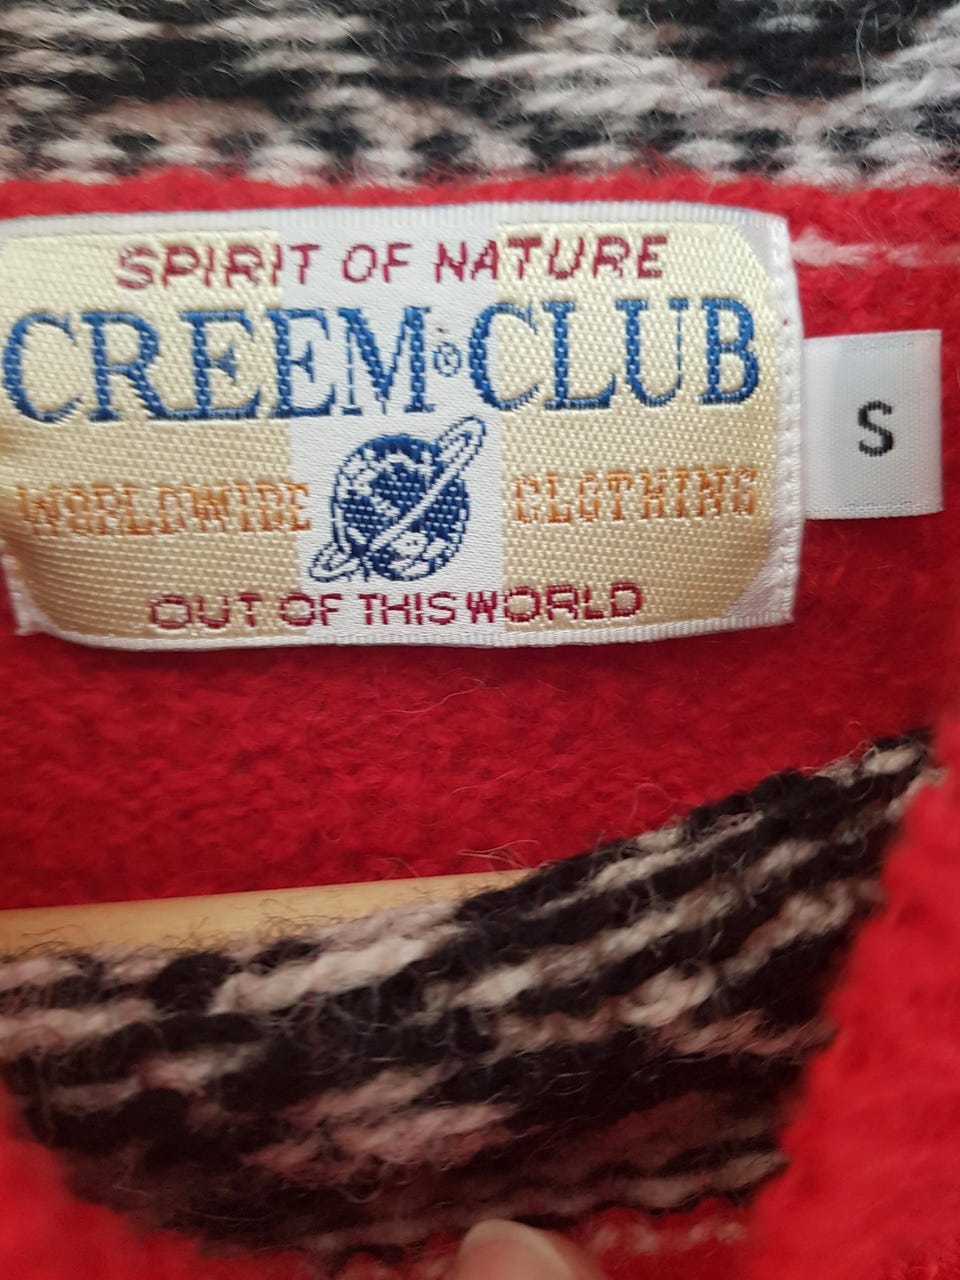 SPIRIT OF NATURE
CREEM®CLUB
WORLDWIDE CLOTHING
OUT OF THIS WORLD
S